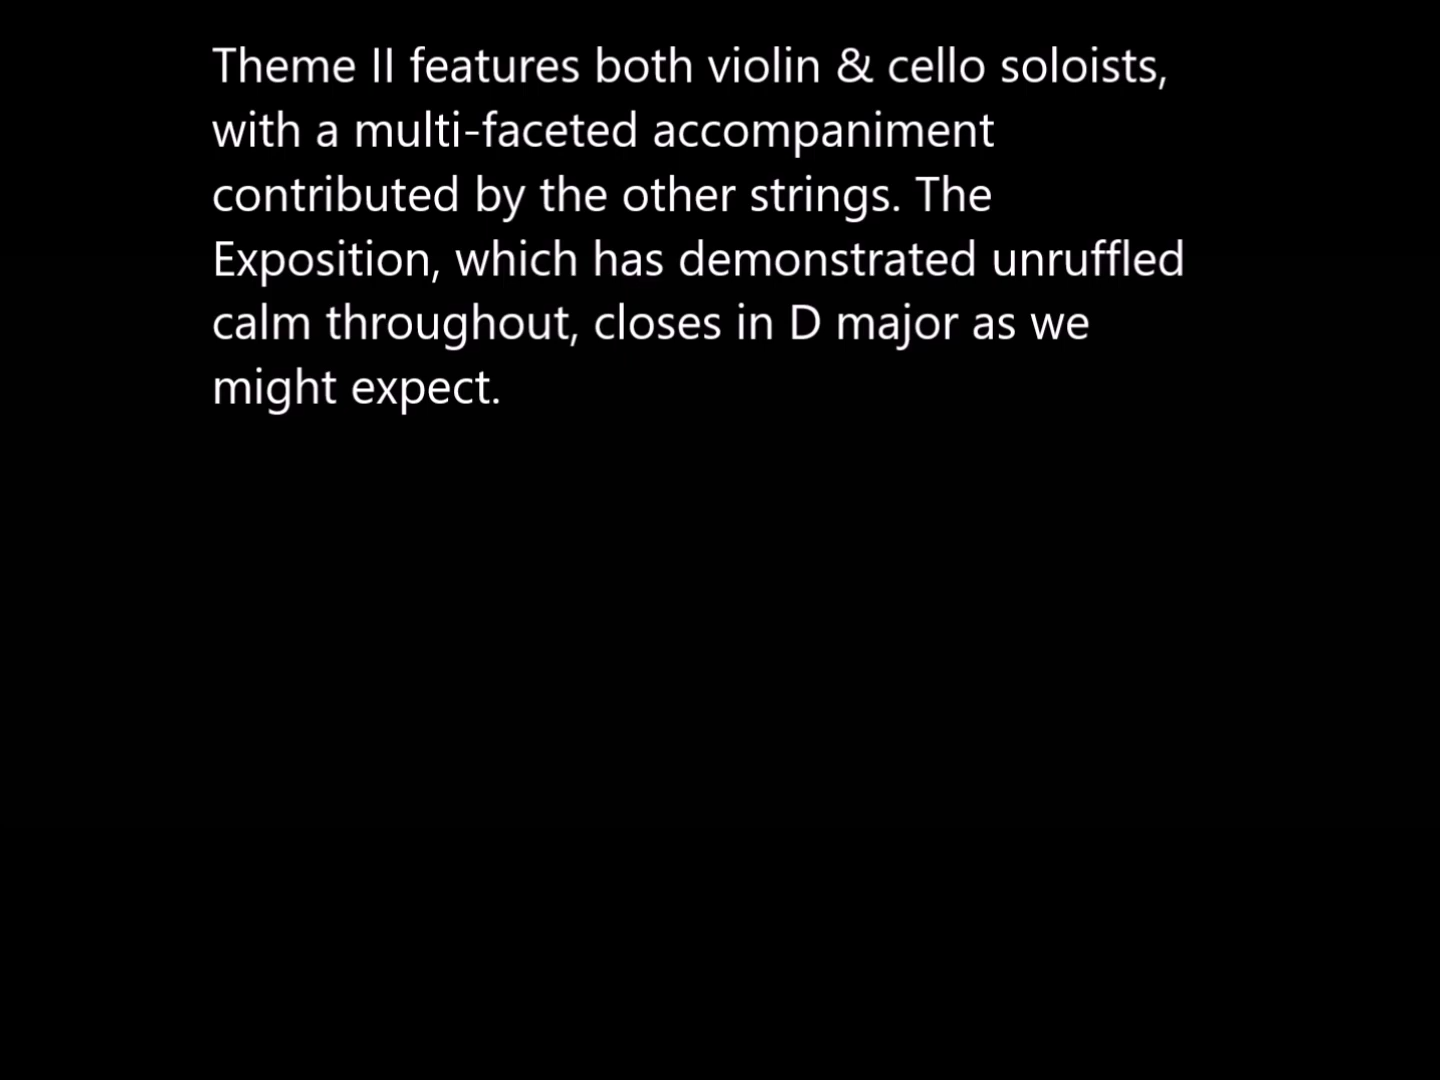 Theme II features both violin & cello soloists,
with a multi-faceted accompaniment
contributed by the other strings. The
Exposition, which has demonstrated unruffled
calm throughout, closes in D major as we
might expect.